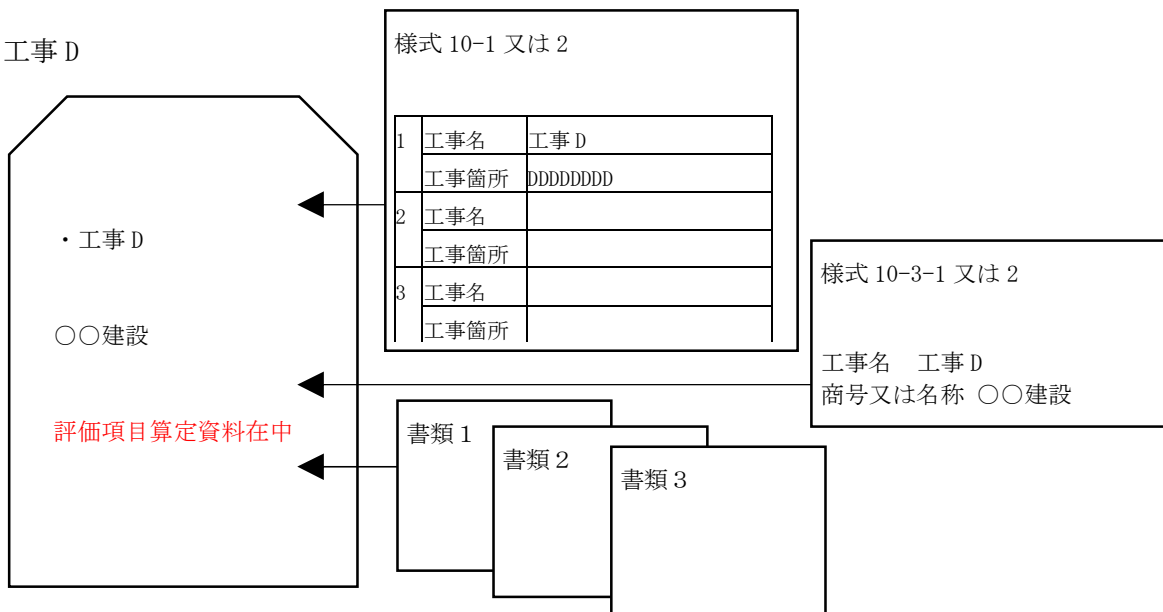 工事 D
・工事 D
〇〇建設
評価項目算定資料在中
様式 10-1 又は 2
1 工事名 工事 D
工事箇所 DDDDDDDD
2 工事名
工事箇所
3 工事名
工事箇所
様式 10-3-1 又は 2
工事名 工事 D
商号又は名称 〇〇建設
書類１
書類２
書類３